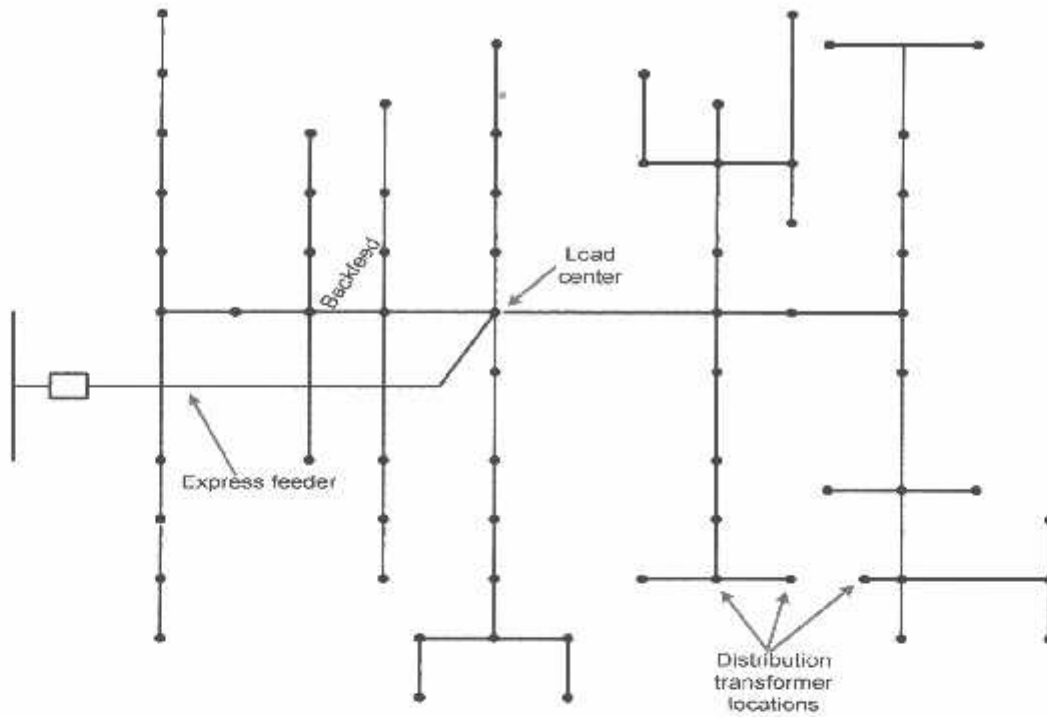 Load
center
Backfeed
Express feeder
Distribution
transformer
locations